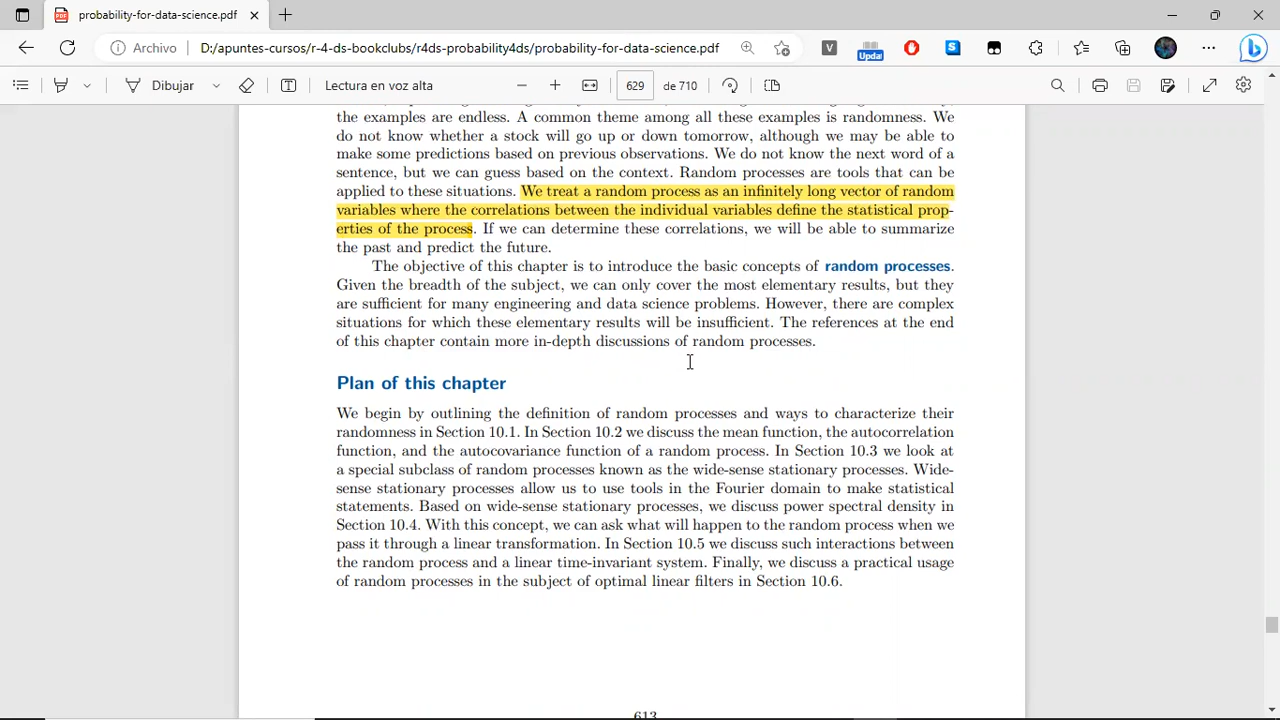 probability-for-data-science.pdf
Archivo D:/apuntes-cursos/r-4-ds-bookclubs/r4ds-probability4ds/probability-for-data-science.pdf
V
Updat
S
Dibujar
T
Lectura en voz alta
629 de 710
the examples are endless. A common theme among all these examples is randomness. We
do not know whether a stock will go up or down tomorrow, although we may be able to
make some predictions based on previous observations. We do not know the next word of a
sentence, but we can guess based on the context. Random processes are tools that can be
applied to these situations. We treat a random process as an infinitely long vector of random
variables where the correlations between the individual variables define the statistical prop-
erties of the process. If we can determine these correlations, we will be able to summarize
the past and predict the future.
The objective of this chapter is to introduce the basic concepts of random processes.
Given the breadth of the subject, we can only cover the most elementary results, but they
are sufficient for many engineering and data science problems. However, there are complex
situations for which these elementary results will be insufficient. The references at the end
of this chapter contain more in-depth discussions of random processes.
Plan of this chapter
We begin by outlining the definition of random processes and ways to characterize their
randomness in Section 10.1. In Section 10.2 we discuss the mean function, the autocorrelation
function, and the autocovariance function of a random process. In Section 10.3 we look at
a special subclass of random processes known as the wide-sense stationary processes. Wide-
sense stationary processes allow us to use tools in the Fourier domain to make statistical
statements. Based on wide-sense stationary processes, we discuss power spectral density in
Section 10.4. With this concept, we can ask what will happen to the random process when we
pass it through a linear transformation. In Section 10.5 we discuss such interactions between
the random process and a linear time-invariant system. Finally, we discuss a practical usage
of random processes in the subject of optimal linear filters in Section 10.6.
613